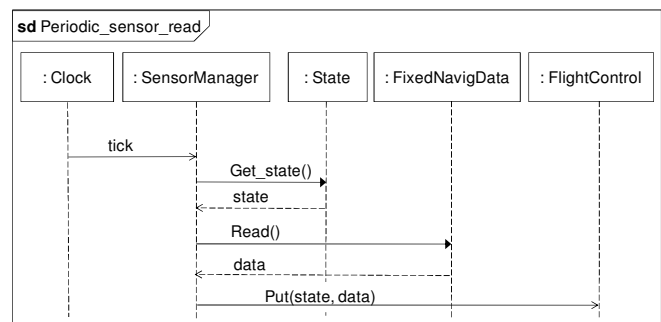 sd Periodic_sensor_read
: Clock
: SensorManager
: State
: FixedNavigData
: FlightControl
tick
Get_state()
state
Read()
data
Put(state, data)